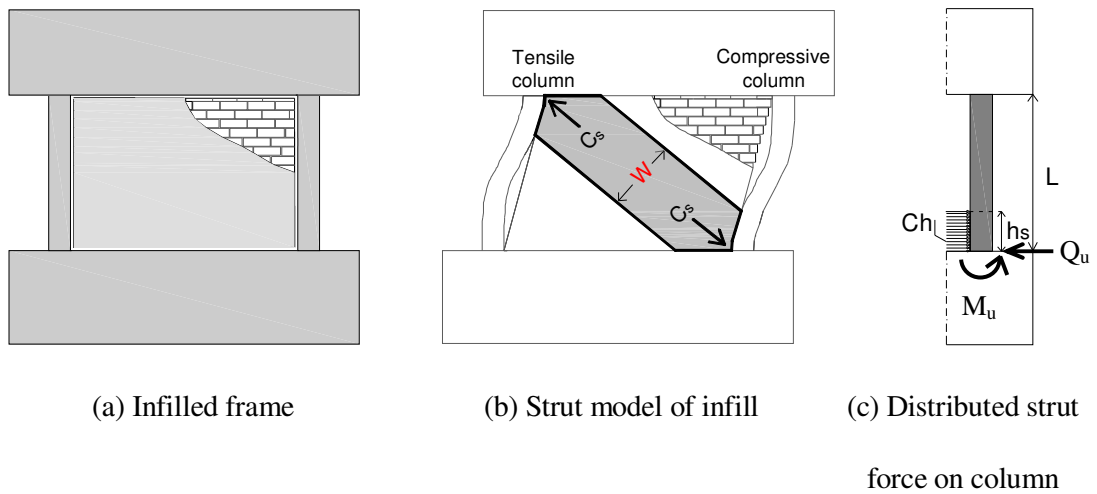 Tensile
column
Compressive
column
Cs
W
Cs
L
Ch
hs
Qu
Mu
(a) Infilled frame
(b) Strut model of infill
(c) Distributed strut
force on column